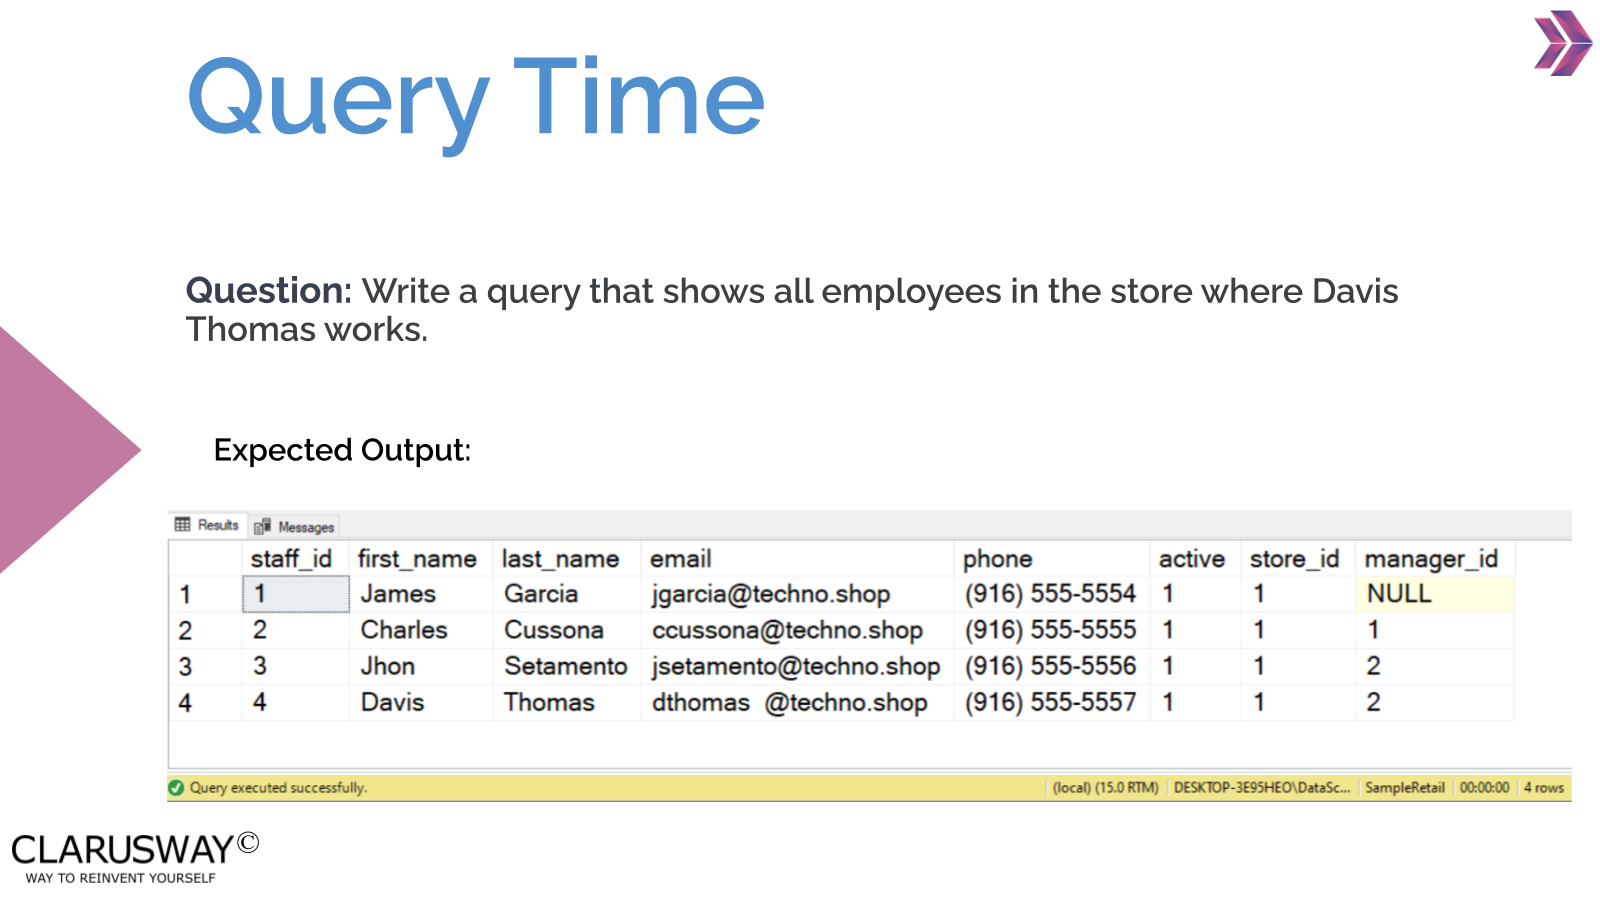 Query Time
Question: Write a query that shows all employees in the store where Davis
Thomas works.
Expected Output:
Results Messages
staff_id first_name last_name email phone active store_id manager_id
1 1 James Garcia jgarcia@techno.shop (916) 555-5554 1 1 NULL
2 2 Charles Cussona ccussona@techno.shop (916) 555-5555 1 1 1
3 3 Jhon Setamento jsetamento@techno.shop (916) 555-5556 1 1 2
4 4 Davis Thomas dthomas @techno.shop (916) 555-5557 1 1 2
Query executed successfully. (local) (15.0 RTM) DESKTOP-3E95HEO\DataSc... SampleRetail 00:00:00 4 rows
CLARUSWAY©
WAY TO REINVENT YOURSELF